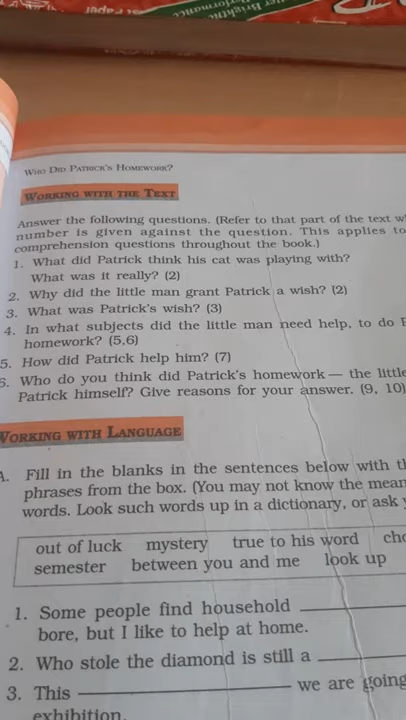 WHO DID PATRICK'S HOMEWORK?
WORKING WITH THE TEXT
Answer the following questions. (Refer to that part of the text
number is given against the question. This applies to
comprehension questions throughout the book.)
1. What did Patrick think his cat was playing with?
What was it really? (2)
2. Why did the little man grant Patrick a wish? (2)
3. What was Patrick's wish? (3)
4. In what subjects did the little man need help, to do
homework? (5,6)
5. How did Patrick help him? (7)
6. Who do you think did Patrick's homework — the little
Patrick himself? Give reasons for your answer. (9, 10)
WORKING WITH LANGUAGE
A. Fill in the blanks in the sentences below with
phrases from the box. (You may not know the
words. Look such words up in a dictionary, or ask
out of luck mystery true to his word
semester between you and me look up
1. Some people find household ________
bore, but I like to help at home.
2. Who stole the diamond is still a ________
3. This ________ we are going
exhibition.